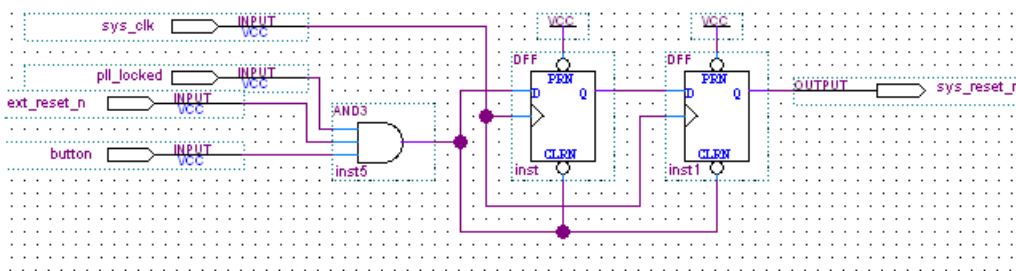 sys_clk INPUT VCC
pll_locked INPUT
ext_reset_n INPUT VCC
button INPUT VCC
AND3
inst5
VCC
DFF
PRN
D Q
CLRN
inst
VCC
DFF
PRN
D Q
CLRN
inst1
OUTPUT sys_reset_n